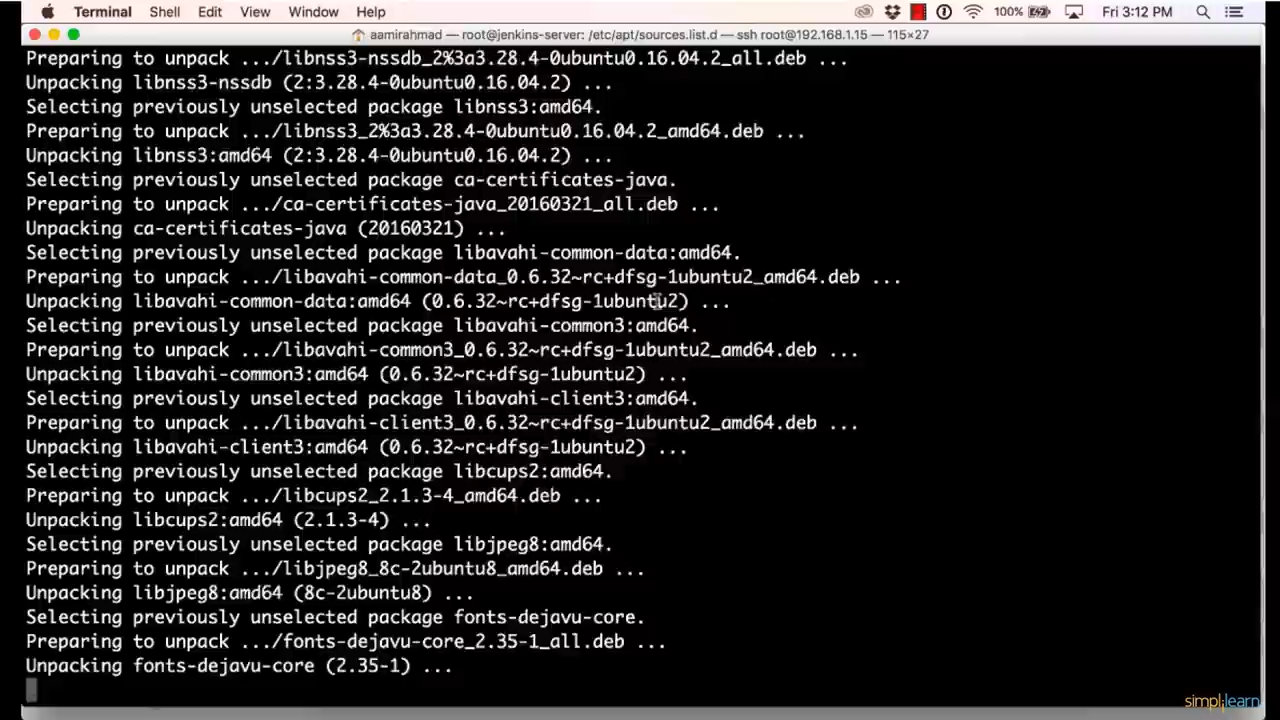 Terminal Shell Edit View Window Help 100% Fri 3:12 PM
aamirahmad — root@jenkins-server: /etc/apt/sources.list.d — ssh root@192.168.1.15 — 115×27
Preparing to unpack .../libnss3-nssdb_2%3a3.28.4-0ubuntu0.16.04.2_all.deb ...
Unpacking libnss3-nssdb (2:3.28.4-0ubuntu0.16.04.2) ...
Selecting previously unselected package libnss3:amd64.
Preparing to unpack .../libnss3_2%3a3.28.4-0ubuntu0.16.04.2_amd64.deb ...
Unpacking libnss3:amd64 (2:3.28.4-0ubuntu0.16.04.2) ...
Selecting previously unselected package ca-certificates-java.
Preparing to unpack .../ca-certificates-java_20160321_all.deb ...
Unpacking ca-certificates-java (20160321) ...
Selecting previously unselected package libavahi-common-data:amd64.
Preparing to unpack .../libavahi-common-data_0.6.32~rc+dfsg-1ubuntu2_amd64.deb ...
Unpacking libavahi-common-data:amd64 (0.6.32~rc+dfsg-1ubuntu2) ...
Selecting previously unselected package libavahi-common3:amd64.
Preparing to unpack .../libavahi-common3_0.6.32~rc+dfsg-1ubuntu2_amd64.deb ...
Unpacking libavahi-common3:amd64 (0.6.32~rc+dfsg-1ubuntu2) ...
Selecting previously unselected package libavahi-client3:amd64.
Preparing to unpack .../libavahi-client3_0.6.32~rc+dfsg-1ubuntu2_amd64.deb ...
Unpacking libavahi-client3:amd64 (0.6.32~rc+dfsg-1ubuntu2) ...
Selecting previously unselected package libcups2:amd64.
Preparing to unpack .../libcups2_2.1.3-4_amd64.deb ...
Unpacking libcups2:amd64 (2.1.3-4) ...
Selecting previously unselected package libjpeg8:amd64.
Preparing to unpack .../libjpeg8_8c-2ubuntu8_amd64.deb ...
Unpacking libjpeg8:amd64 (8c-2ubuntu8) ...
Selecting previously unselected package fonts-dejavu-core.
Preparing to unpack .../fonts-dejavu-core_2.35-1_all.deb ...
Unpacking fonts-dejavu-core (2.35-1) ...
simplilearn